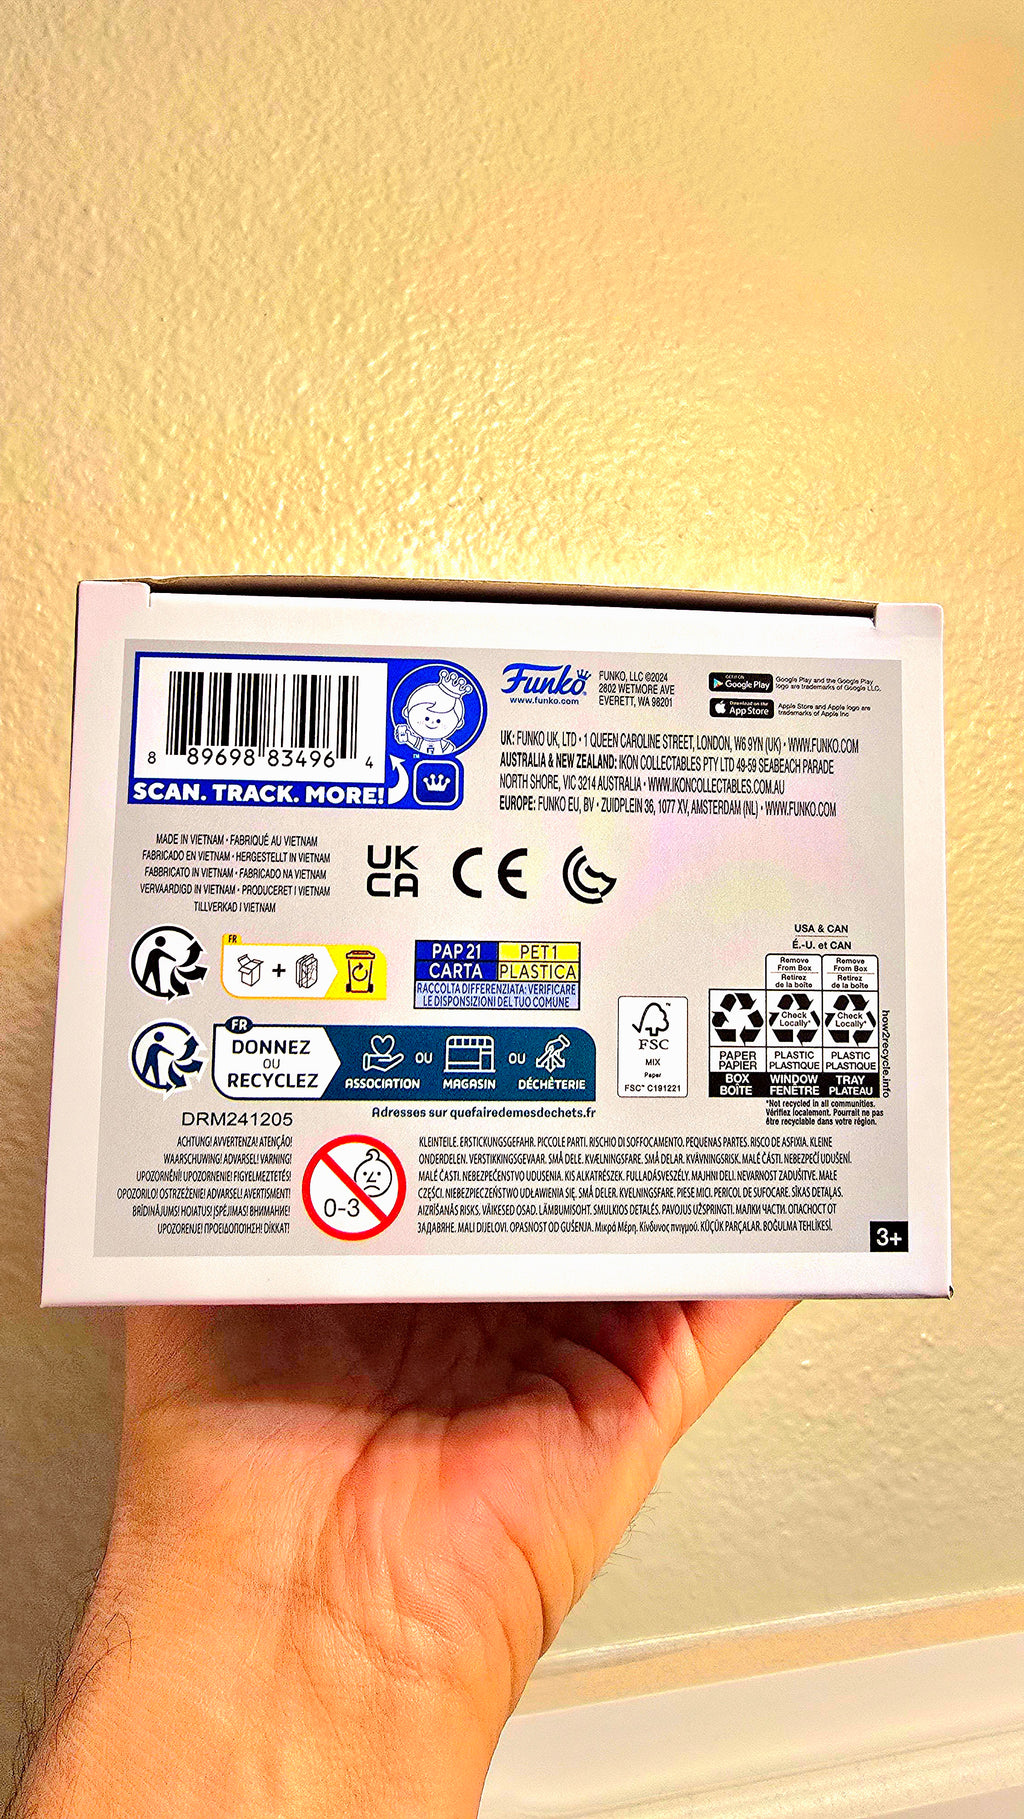 8 89698 83496 4
SCAN. TRACK. MORE!
Funko
www.funko.com
FUNKO, LLC ©2024
2802 WETMORE AVE
EVERETT, WA 98201
GET IT ON
Google Play
Google Play and the Google Play
logo are trademarks of Google LLC.
Download on the
App Store
Apple Store and Apple logo are
trademarks of Apple Inc
UK: FUNKO UK, LTD • 1 QUEEN CAROLINE STREET, LONDON, W6 9YN (UK) • WWW.FUNKO.COM
AUSTRALIA & NEW ZEALAND: IKON COLLECTABLES PTY LTD 49-59 SEABEACH PARADE
NORTH SHORE, VIC 3214 AUSTRALIA • WWW.IKONCOLLECTABLES.COM.AU
EUROPE: FUNKO EU, BV • ZUIDPLEIN 36, 1077 XV, AMSTERDAM (NL) • WWW.FUNKO.COM
MADE IN VIETNAM • FABRIQUÉ AU VIETNAM
FABRICADO EN VIETNAM • HERGESTELLT IN VIETNAM
FABBRICATO IN VIETNAM • FABRICADO NA VIETNAM
VERVAARDIGD IN VIETNAM • PRODUCERET I VIETNAM
TILLVERKAD I VIETNAM
UK
CA
CE
FR
+
PAP 21
CARTA
PET 1
PLASTICA
RACCOLTA DIFFERENZIATA: VERIFICARE
LE DISPONSIZIONI DEL TUO COMUNE
FR
DONNEZ
OU
RECYCLEZ
ASSOCIATION
OU
MAGASIN
OU
DÉCHÈTERIE
Adresses sur quefairedemesdechets.fr
FSC
MIX
Paper
FSC™ C191221
USA & CAN
É.-U. et CAN
Remove
From Box
Retirez
de la boîte
Remove
From Box
Retirez
de la boîte
Check
Locally*
Check
Locally*
PAPER
PAPIER
PLASTIC
PLASTIQUE
PLASTIC
PLASTIQUE
BOX
BOÎTE
WINDOW
FENÊTRE
TRAY
PLATEAU
how2recycle.info
*Not recycled in all communities.
Vérifiez localement. Pourrait ne pas
être recyclable dans votre région.
DRM241205
ACHTUNG! AVVERTENZA! ATENÇÃO!
WAARSCHUWING! ADVARSEL! VARNING!
UPOZORNĚNÍ! UPOZORNENIE! FIGYELMEZTETÉS!
OPOZORILO! OSTRZEŻENIE! ADVARSEL! AVERTISMENT!
BRĪDINĀJUMS! HOIATUS! ĮSPĖJIMAS! ВНИМАНИЕ!
UPOZORENJE! ΠΡΟΕΙΔΟΠΟΙΗΣΗ! DİKKAT!
0-3
KLEINTEILE. ERSTICKUNGSGEFAHR. PICCOLE PARTI. RISCHIO DI SOFFOCAMENTO. PEQUENAS PARTES. RISCO DE ASFIXIA. KLEINE
ONDERDELEN. VERSTIKKINGSGEVAAR. SMÅ DELE. KVÆLNINGSFARE. SMÅ DELAR. KVÄVNINGSRISK. MALÉ ČÁSTI. NEBEZPEČÍ UDUŠENÍ.
MALÉ ČASTI. NEBEZPEČENSTVO UDUSENIA. KIS ALKATRÉSZEK. FULLADÁSVESZÉLY. MAJHNI DELI. NEVARNOST ZADUŠITVE. MAŁE
CZĘŚCI. NIEBEZPIECZEŃSTWO UDŁAWIENIA SIĘ. SMÅ DELER. KVELNINGSFARE. PIESE MICI. PERICOL DE SUFOCARE. SĪKAS DETAĻAS.
AIZRĪŠANĀS RISKS. VÄIKESED OSAD. LÄMBUMISOHT. SMULKIOS DETALĖS. PAVOJUS UŽSPRINGTI. МАЛКИ ЧАСТИ. ОПАСНОСТ ОТ
ЗАДАВЯНЕ. MALI DIJELOVI. OPASNOST OD GUŠENJA. Μικρά Μέρη. Κίνδυνος πνιγμού. KÜÇÜK PARÇALAR. BOĞULMA TEHLİKESİ.
3+